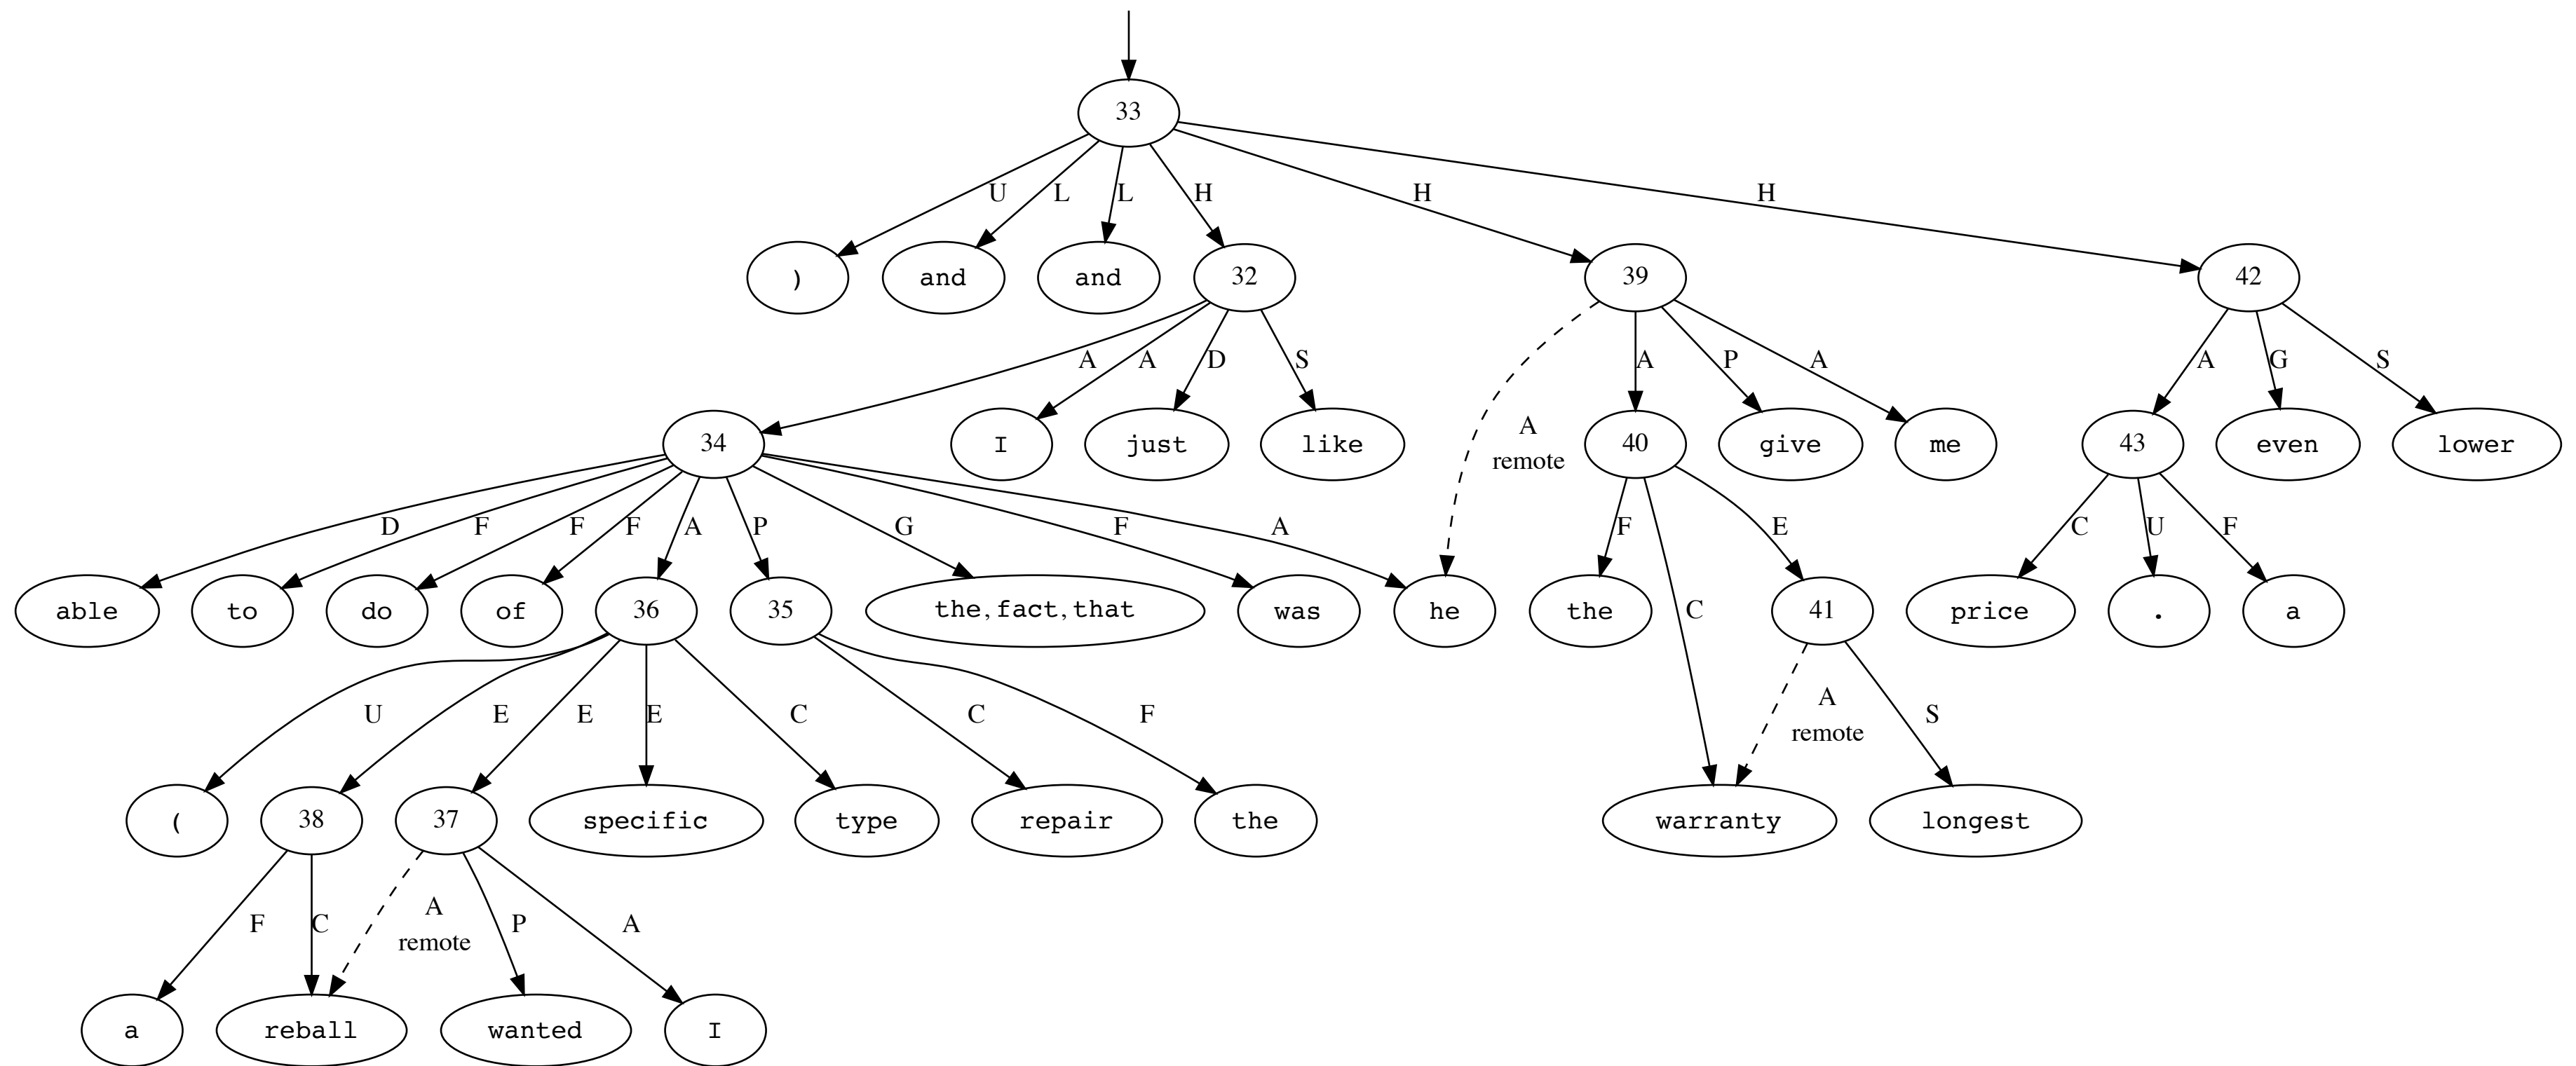 33
U L L H H H
) and and 32 39 42
A A D S A P A A G S
A
remote
34 I just like 40 give me 43 even lower
D F F F A P G F A F C E C U F
able to do of 36 35 the,fact,that was he the 41 price . a
U E E E C C F A S
remote
( 38 37 specific type repair the warranty longest
F C A P A
remote
a reball wanted I